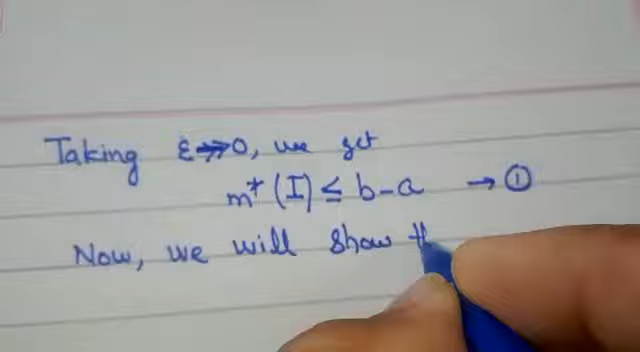 Taking ε→0, we get
m* (I) ≤ b-a → ①
Now, we will show